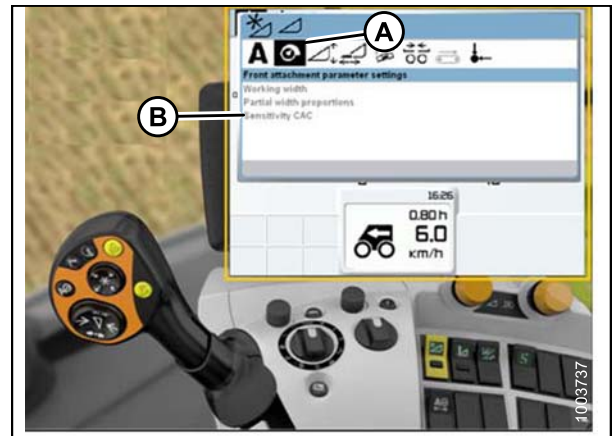 A
A
Front attachment parameter settings
Working width
Partial width proportions
B
Sensitivity CAC
16:26
0.80 h
6.0
km/h
1003737